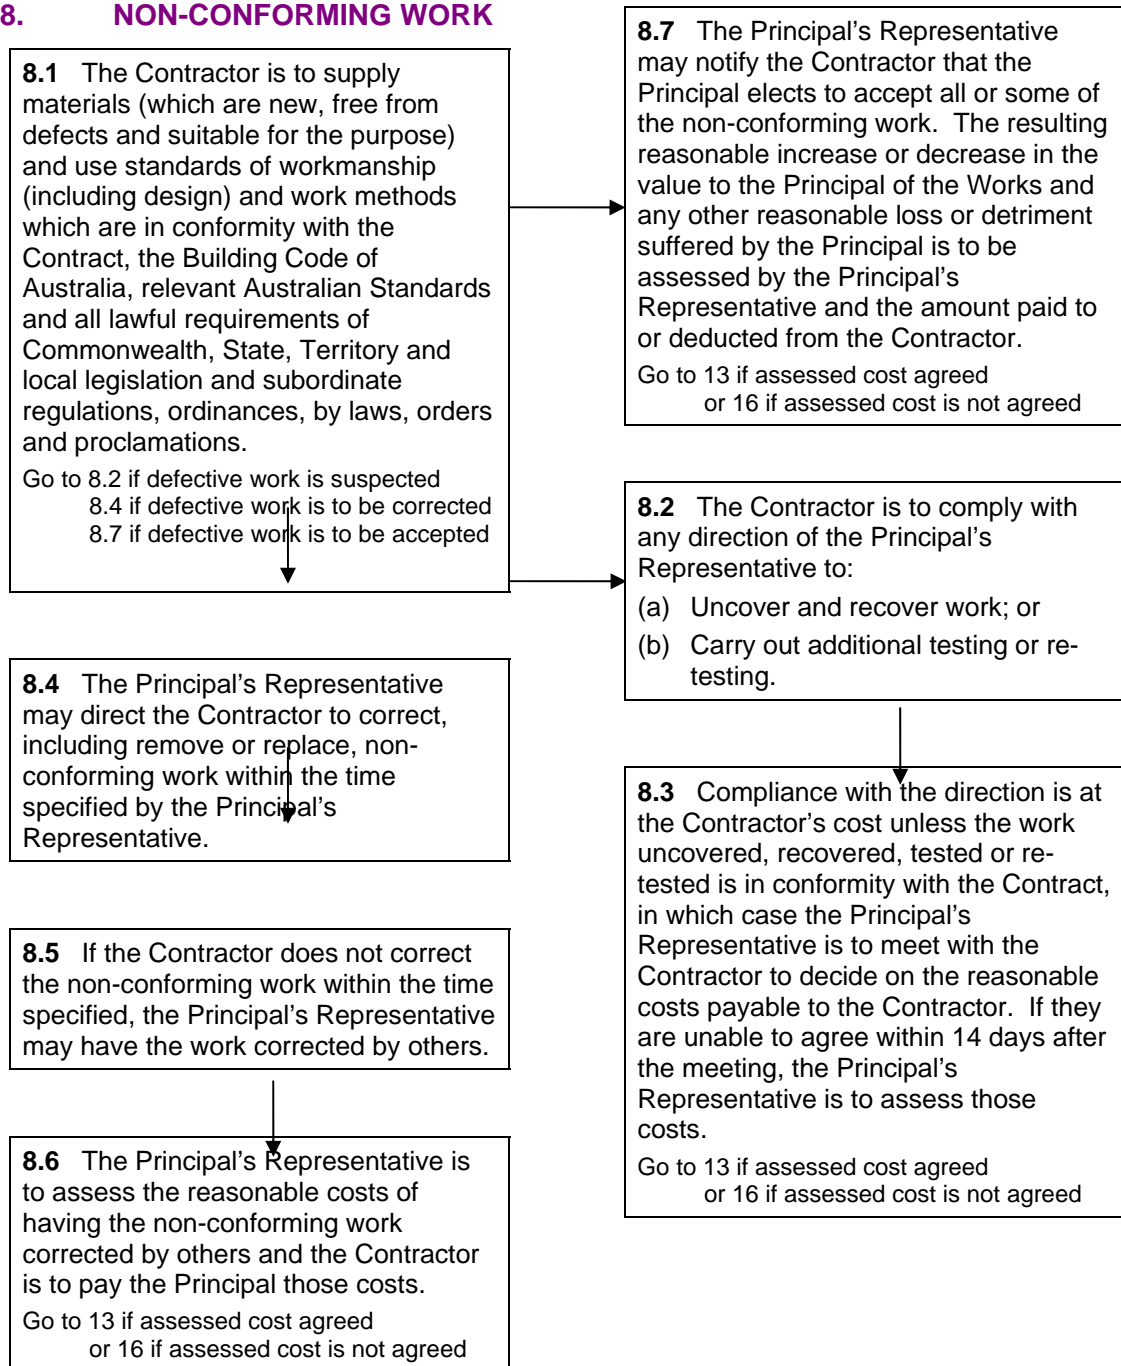 8. NON-CONFORMING WORK
8.1 The Contractor is to supply
materials (which are new, free from
defects and suitable for the purpose)
and use standards of workmanship
(including design) and work methods
which are in conformity with the
Contract, the Building Code of
Australia, relevant Australian Standards
and all lawful requirements of
Commonwealth, State, Territory and
local legislation and subordinate
regulations, ordinances, by laws, orders
and proclamations.
Go to 8.2 if defective work is suspected
8.4 if defective work is to be corrected
8.7 if defective work is to be accepted
8.7 The Principal’s Representative
may notify the Contractor that the
Principal elects to accept all or some of
the non-conforming work. The resulting
reasonable increase or decrease in the
value to the Principal of the Works and
any other reasonable loss or detriment
suffered by the Principal is to be
assessed by the Principal’s
Representative and the amount paid to
or deducted from the Contractor.
Go to 13 if assessed cost agreed
or 16 if assessed cost is not agreed
8.2 The Contractor is to comply with
any direction of the Principal’s
Representative to:
(a) Uncover and recover work; or
(b) Carry out additional testing or re-
testing.
8.3 Compliance with the direction is at
the Contractor’s cost unless the work
uncovered, recovered, tested or re-
tested is in conformity with the Contract,
in which case the Principal’s
Representative is to meet with the
Contractor to decide on the reasonable
costs payable to the Contractor. If they
are unable to agree within 14 days after
the meeting, the Principal’s
Representative is to assess those
costs.
Go to 13 if assessed cost agreed
or 16 if assessed cost is not agreed
8.4 The Principal’s Representative
may direct the Contractor to correct,
including remove or replace, non-
conforming work within the time
specified by the Principal’s
Representative.
8.5 If the Contractor does not correct
the non-conforming work within the time
specified, the Principal’s Representative
may have the work corrected by others.
8.6 The Principal’s Representative is
to assess the reasonable costs of
having the non-conforming work
corrected by others and the Contractor
is to pay the Principal those costs.
Go to 13 if assessed cost agreed
or 16 if assessed cost is not agreed